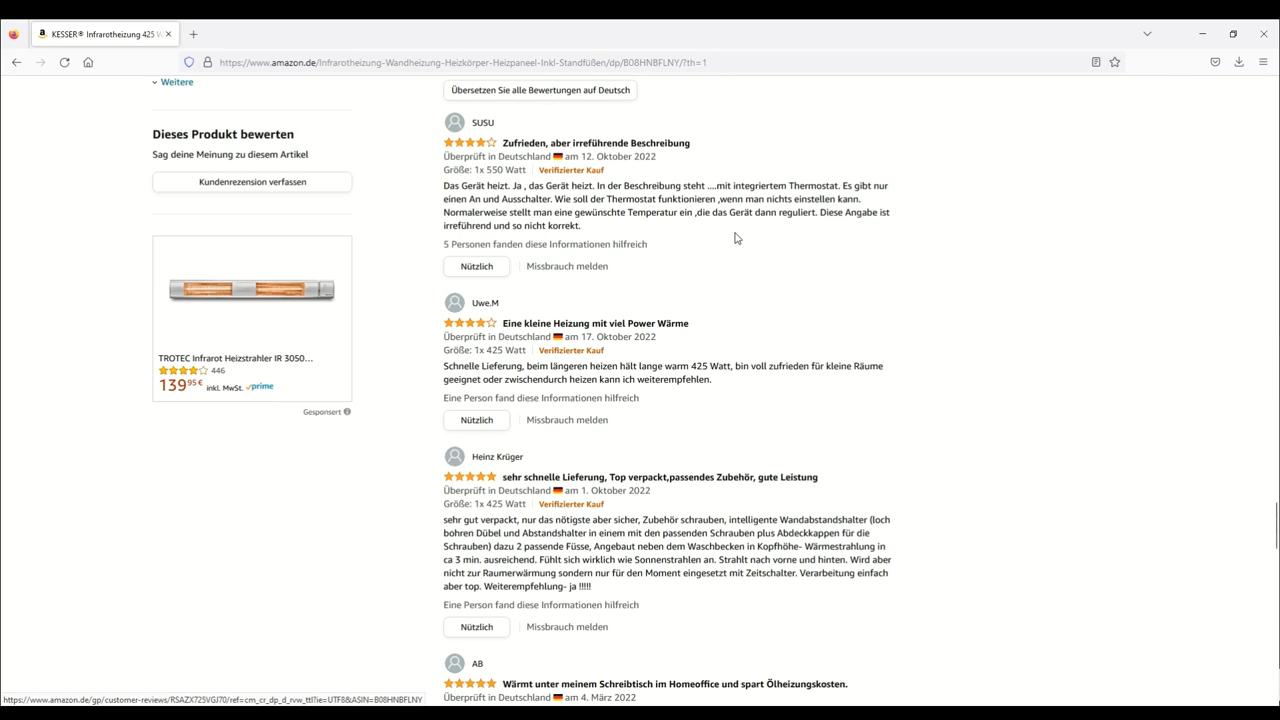 KESSER® Infrarotheizung 425 W
https://www.amazon.de/Infrarotheizung-Wandheizung-Heizkörper-Heizpaneel-Inkl-Standfüßen/dp/B08HNBFLNY/?th=1
Weitere
Dieses Produkt bewerten
Sag deine Meinung zu diesem Artikel
Kundenrezension verfassen
TROTEC Infrarot Heizstrahler IR 3050...
446
139 95 € inkl. MwSt. prime
Gesponsert
Übersetzen Sie alle Bewertungen auf Deutsch
SUSU
Zufrieden, aber irreführende Beschreibung
Überprüft in Deutschland am 12. Oktober 2022
Größe: 1x 550 Watt | Verifizierter Kauf
Das Gerät heizt. Ja , das Gerät heizt. In der Beschreibung steht ....mit integriertem Thermostat. Es gibt nur
einen An und Ausschalter. Wie soll der Thermostat funktionieren ,wenn man nichts einstellen kann.
Normalerweise stellt man eine gewünschte Temperatur ein ,die das Gerät dann reguliert. Diese Angabe ist
irreführend und so nicht korrekt.
5 Personen fanden diese Informationen hilfreich
Nützlich | Missbrauch melden
Uwe.M
Eine kleine Heizung mit viel Power Wärme
Überprüft in Deutschland am 17. Oktober 2022
Größe: 1x 425 Watt | Verifizierter Kauf
Schnelle Lieferung, beim längeren heizen hält lange warm 425 Watt, bin voll zufrieden für kleine Räume
geeignet oder zwischendurch heizen kann ich weiterempfehlen.
Eine Person fand diese Informationen hilfreich
Nützlich | Missbrauch melden
Heinz Krüger
sehr schnelle Lieferung, Top verpackt,passendes Zubehör, gute Leistung
Überprüft in Deutschland am 1. Oktober 2022
Größe: 1x 425 Watt | Verifizierter Kauf
sehr gut verpackt, nur das nötigste aber sicher, Zubehör schrauben, intelligente Wandabstandshalter (loch
bohren Dübel und Abstandshalter in einem mit den passenden Schrauben plus Abdeckkappen für die
Schrauben) dazu 2 passende Füsse, Angebaut neben dem Waschbecken in Kopfhöhe- Wärmestrahlung in
ca 3 min. ausreichend. Fühlt sich wirklich wie Sonnenstrahlen an. Strahlt nach vorne und hinten. Wird aber
nicht zur Raumerwärmung sondern nur für den Moment eingesetzt mit Zeitschalter. Verarbeitung einfach
aber top. Weiterempfehlung- ja !!!!!
Eine Person fand diese Informationen hilfreich
Nützlich | Missbrauch melden
AB
Wärmt unter meinem Schreibtisch im Homeoffice und spart Ölheizungskosten.
Überprüft in Deutschland am 4. März 2022
https://www.amazon.de/gp/customer-reviews/RSAZX725VGJ70/ref=cm_cr_dp_d_rvw_ttl?ie=UTF8&ASIN=B08HNBFLNY